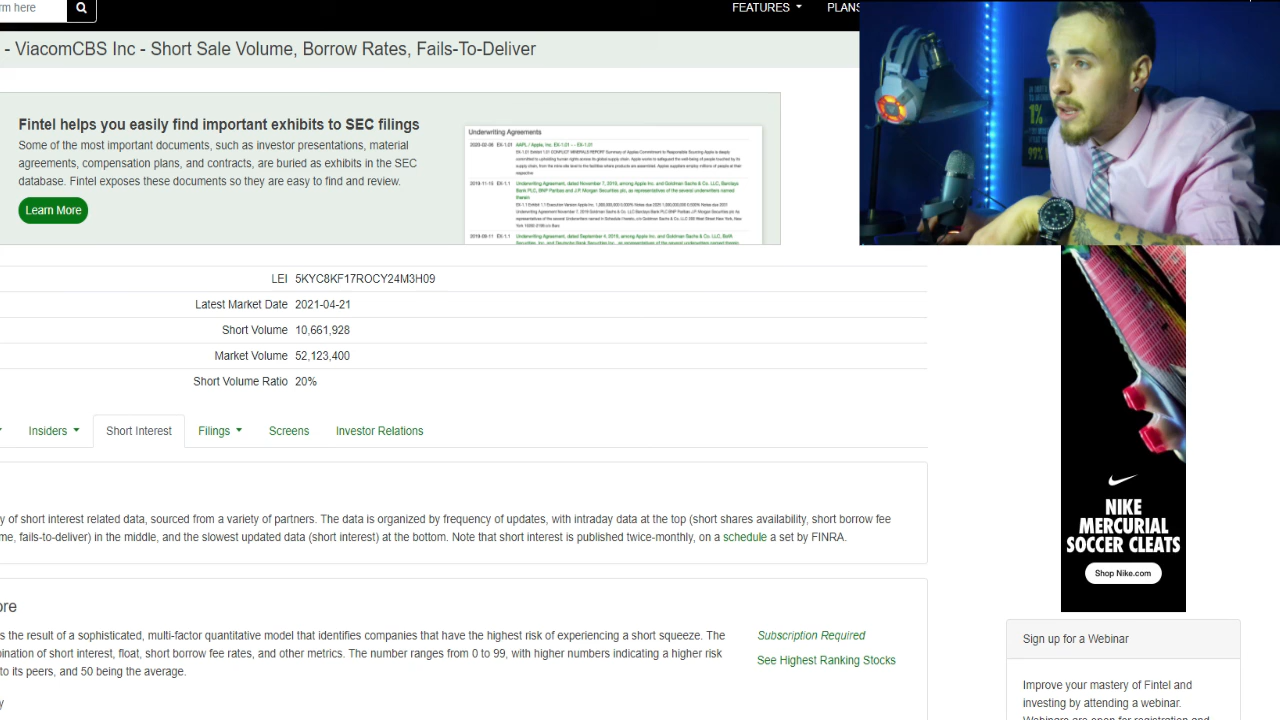 rm here
FEATURES
PLANS
- ViacomCBS Inc - Short Sale Volume, Borrow Rates, Fails-To-Deliver
Fintel helps you easily find important exhibits to SEC filings
Some of the most important documents, such as investor presentations, material
agreements, compensation plans, and contracts, are buried as exhibits in the SEC
database. Fintel exposes these documents so they are easy to find and review.
Learn More
Underwriting Agreements
LEI 5KYC8KF17ROCY24M3H09
Latest Market Date 2021-04-21
Short Volume 10,661,928
Market Volume 52,123,400
Short Volume Ratio 20%
Insiders
Short Interest
Filings
Screens
Investor Relations
y of short interest related data, sourced from a variety of partners. The data is organized by frequency of updates, with intraday data at the top (short shares availability, short borrow fee
me, fails-to-deliver) in the middle, and the slowest updated data (short interest) at the bottom. Note that short interest is published twice-monthly, on a schedule a set by FINRA.
ore
s the result of a sophisticated, multi-factor quantitative model that identifies companies that have the highest risk of experiencing a short squeeze. The
bination of short interest, float, short borrow fee rates, and other metrics. The number ranges from 0 to 99, with higher numbers indicating a higher risk
to its peers, and 50 being the average.
y
Subscription Required
See Highest Ranking Stocks
1%
99%
NIKE
MERCURIAL
SOCCER CLEATS
Shop Nike.com
Sign up for a Webinar
Improve your mastery of Fintel and
investing by attending a webinar.
Webinars are open for registration and